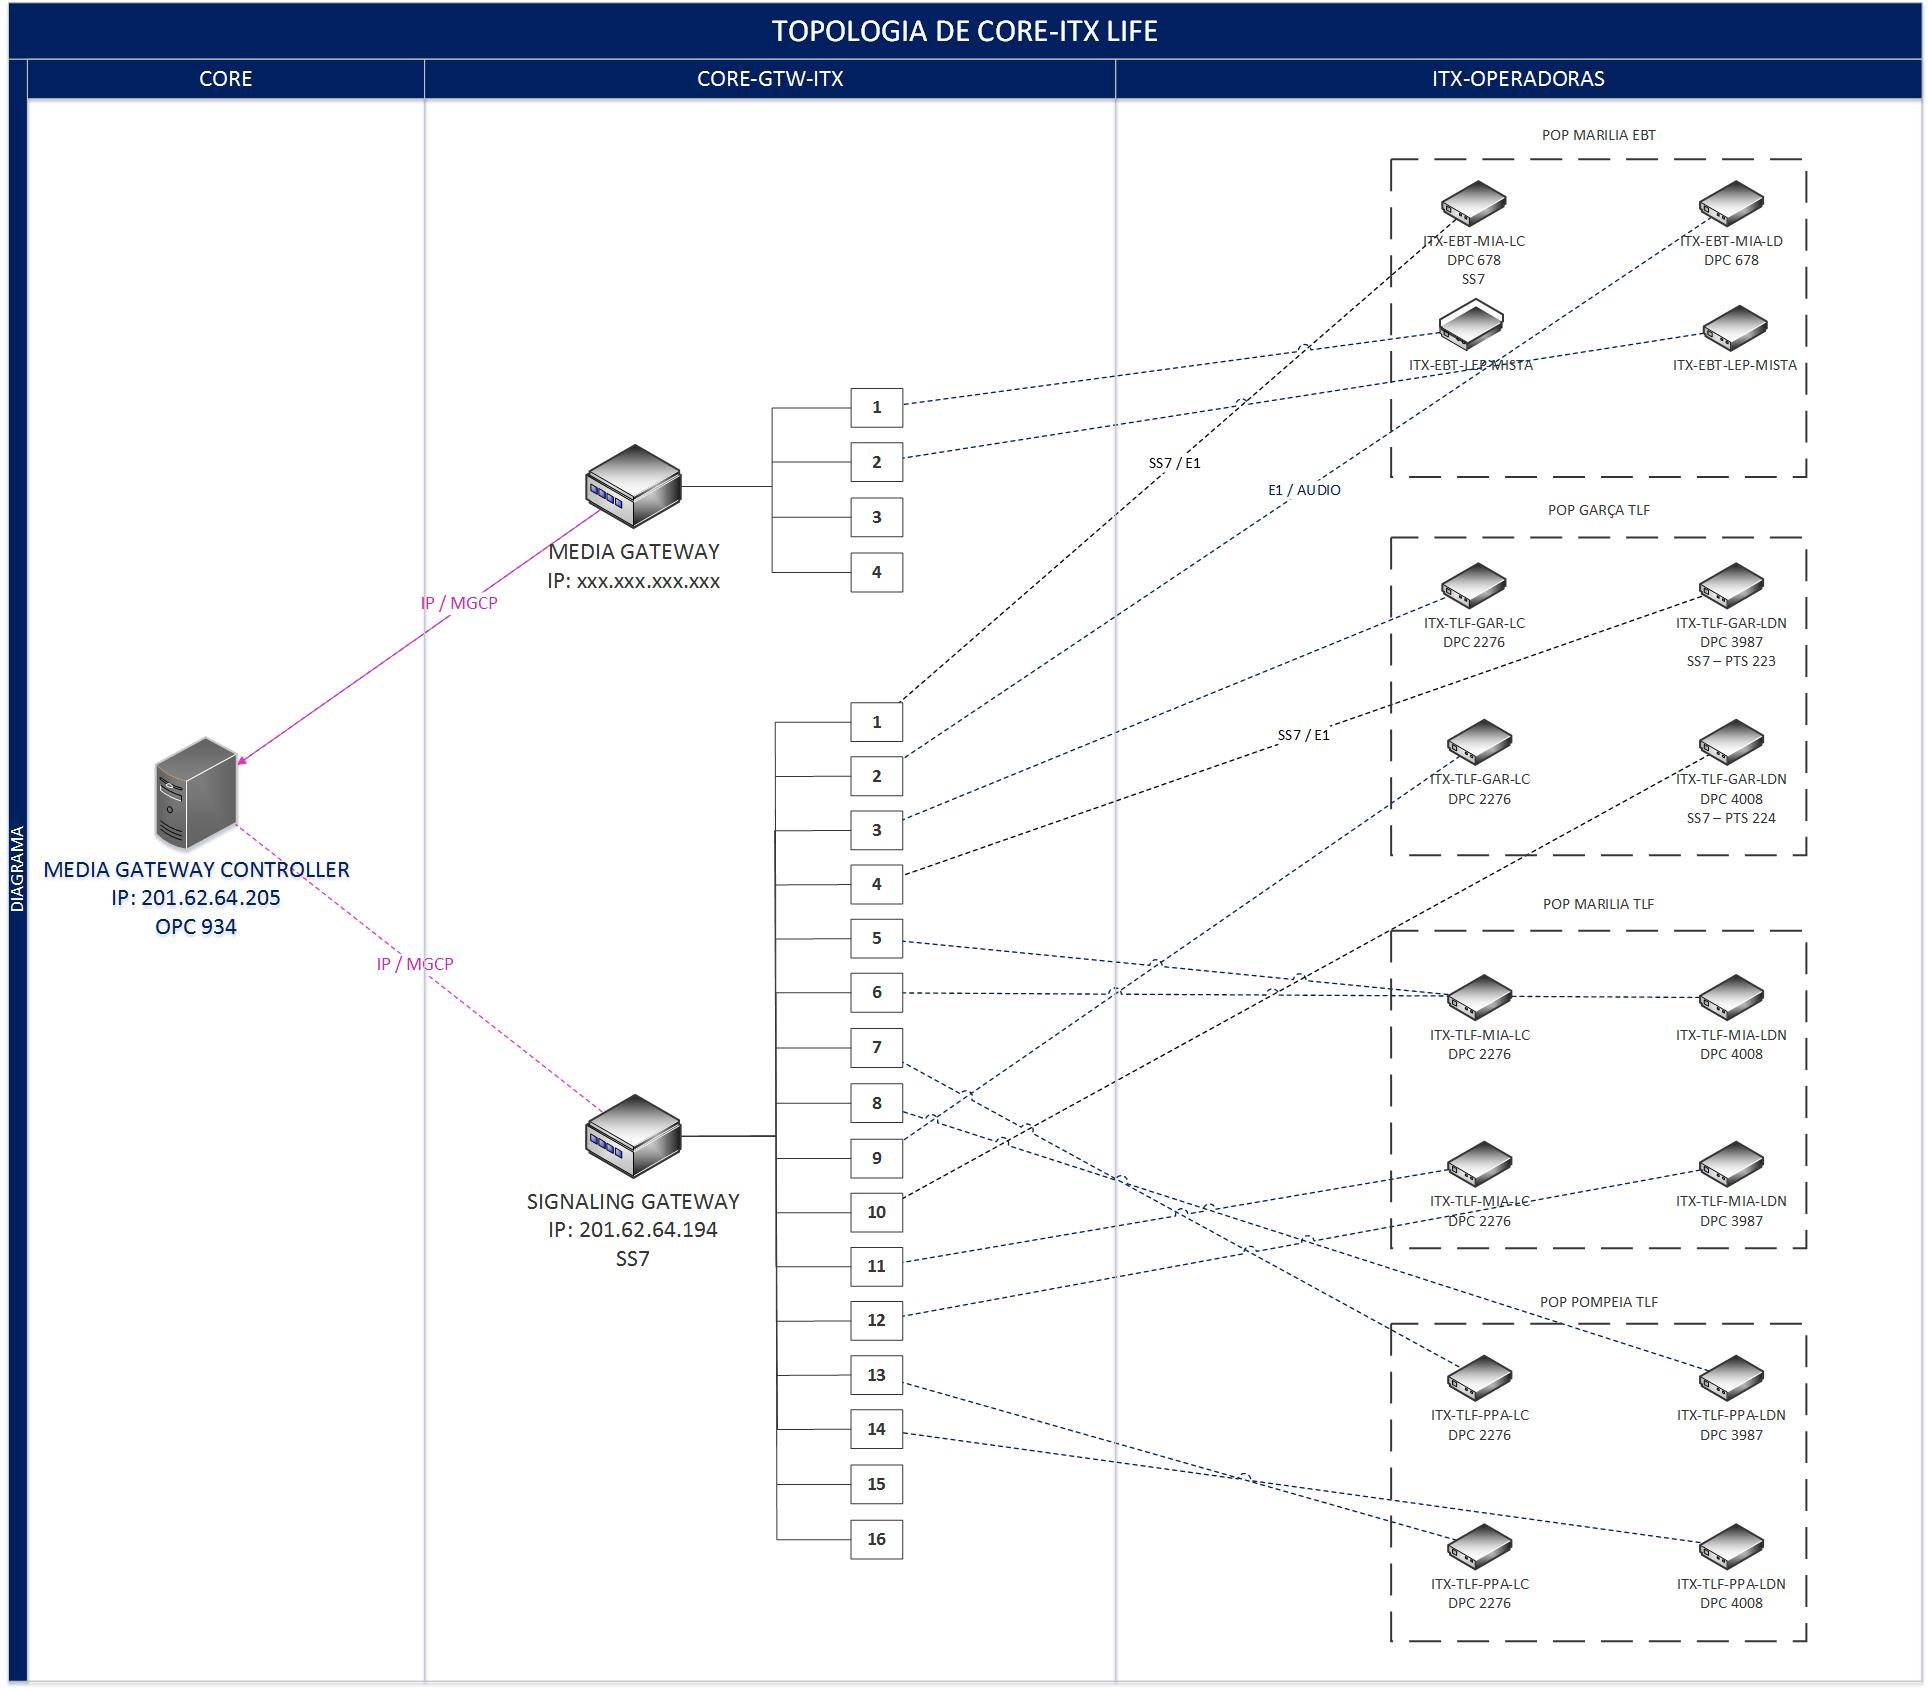 TOPOLOGIA DE CORE-ITX LIFE
CORE
CORE-GTW-ITX
ITX-OPERADORAS
DIAGRAMA
MEDIA GATEWAY CONTROLLER
IP: 201.62.64.205
OPC 934
IP / MGCP
IP / MGCP
MEDIA GATEWAY
IP: xxx.xxx.xxx.xxx
1
2
3
4
SIGNALING GATEWAY
IP: 201.62.64.194
SS7
1
2
3
4
5
6
7
8
9
10
11
12
13
14
15
16
SS7 / E1
E1 / AUDIO
SS7 / E1
POP MARILIA EBT
ITX-EBT-MIA-LC
DPC 678
SS7
ITX-EBT-MIA-LD
DPC 678
ITX-EBT-LEP-MISTA
ITX-EBT-LEP-MISTA
POP GARÇA TLF
ITX-TLF-GAR-LC
DPC 2276
ITX-TLF-GAR-LDN
DPC 3987
SS7 – PTS 223
ITX-TLF-GAR-LC
DPC 2276
ITX-TLF-GAR-LDN
DPC 4008
SS7 – PTS 224
POP MARILIA TLF
ITX-TLF-MIA-LC
DPC 2276
ITX-TLF-MIA-LDN
DPC 4008
ITX-TLF-MIA-LC
DPC 2276
ITX-TLF-MIA-LDN
DPC 3987
POP POMPEIA TLF
ITX-TLF-PPA-LC
DPC 2276
ITX-TLF-PPA-LDN
DPC 3987
ITX-TLF-PPA-LC
DPC 2276
ITX-TLF-PPA-LDN
DPC 4008